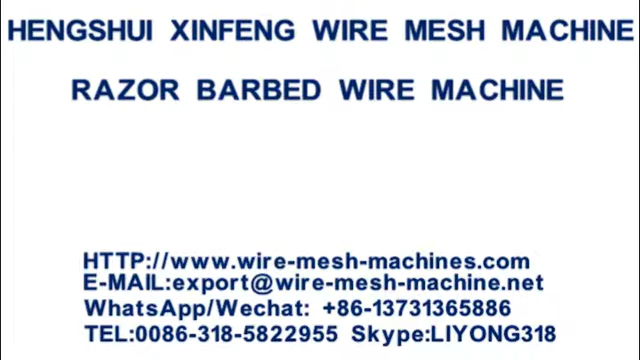 HENGSHUI XINFENG WIRE MESH MACHINE
RAZOR BARBED WIRE MACHINE
HTTP://www.wire-mesh-machines.com
E-MAIL:export@wire-mesh-machine.net
WhatsApp/Wechat: +86-13731365886
TEL:0086-318-5822955 Skype:LIYONG318